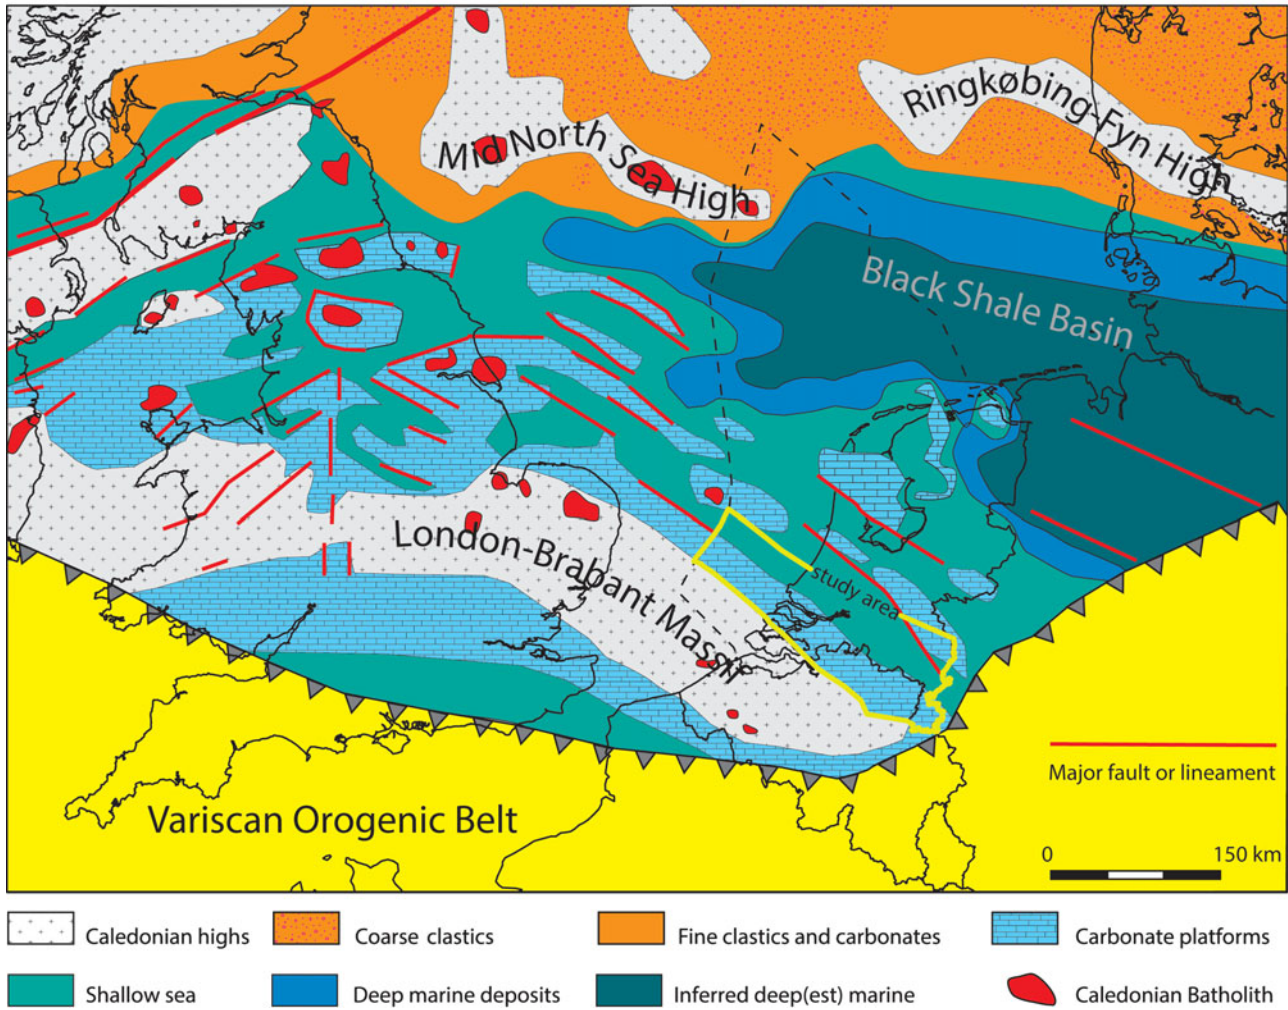 Ringkøbing-Fyn High
Mid North Sea High
Black Shale Basin
London-Brabant Massif
study area
Major fault or lineament
Variscan Orogenic Belt
0 150 km
Caledonian highs Coarse clastics Fine clastics and carbonates Carbonate platforms
Shallow sea Deep marine deposits Inferred deep(est) marine Caledonian Batholith